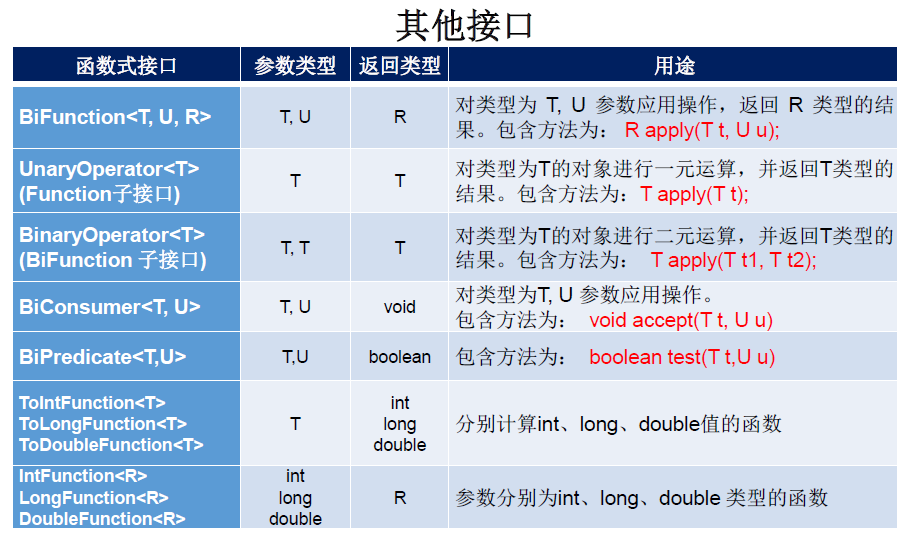 其他接口
函数式接口 参数类型 返回类型 用途
BiFunction<T, U, R> T, U R 对类型为 T, U 参数应用操作，返回 R 类型的结
果。包含方法为： R apply(T t, U u);
UnaryOperator<T>
(Function子接口) T T 对类型为T的对象进行一元运算，并返回T类型的
结果。包含方法为：T apply(T t);
BinaryOperator<T>
(BiFunction 子接口) T, T T 对类型为T的对象进行二元运算，并返回T类型的
结果。包含方法为： T apply(T t1, T t2);
BiConsumer<T, U> T, U void 对类型为T, U 参数应用操作。
包含方法为： void accept(T t, U u)
BiPredicate<T,U> T,U boolean 包含方法为： boolean test(T t,U u)
ToIntFunction<T>
ToLongFunction<T>
ToDoubleFunction<T>
T
int
long
double
分别计算int、long、double值的函数
IntFunction<R>
LongFunction<R>
DoubleFunction<R>
int
long
double
R
参数分别为int、long、double 类型的函数